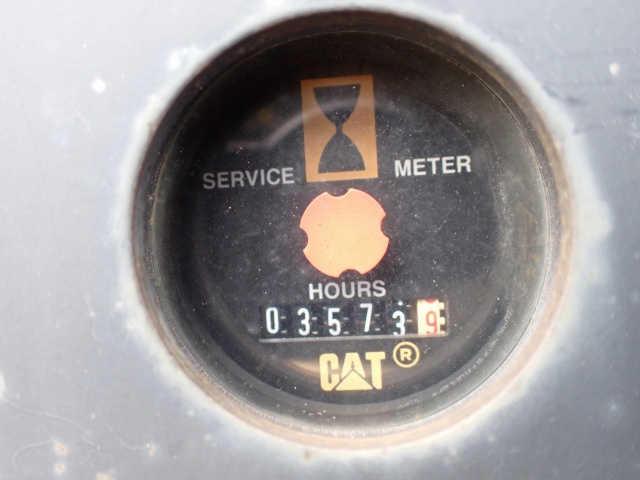 SERVICE METER
HOURS
035739
CAT®